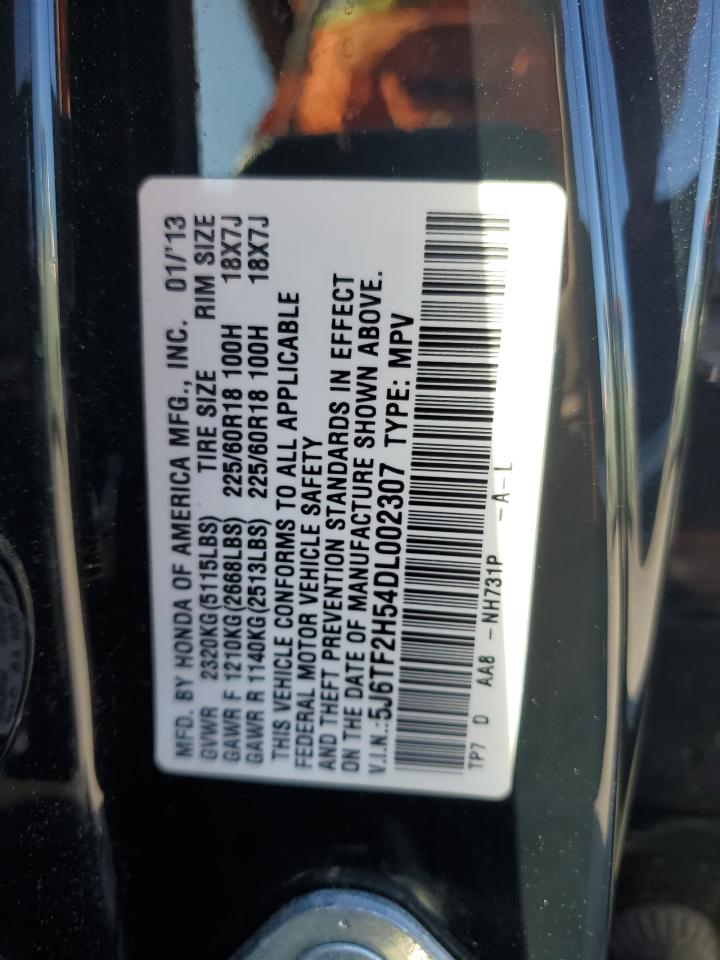 MFD. BY HONDA OF AMERICA MFG., INC. 01/'13
GVWR 2320KG(5115LBS) TIRE SIZE RIM SIZE
GAWR F 1210KG(2668LBS) 225/60R18 100H 18X7J
GAWR R 1140KG(2513LBS) 225/60R18 100H 18X7J
THIS VEHICLE CONFORMS TO ALL APPLICABLE
FEDERAL MOTOR VEHICLE SAFETY
AND THEFT PREVENTION STANDARDS IN EFFECT
ON THE DATE OF MANUFACTURE SHOWN ABOVE.
V.I.N.:5J6TF2H54DL002307 TYPE: MPV
TP7 D AA8 -NH731P -A-L